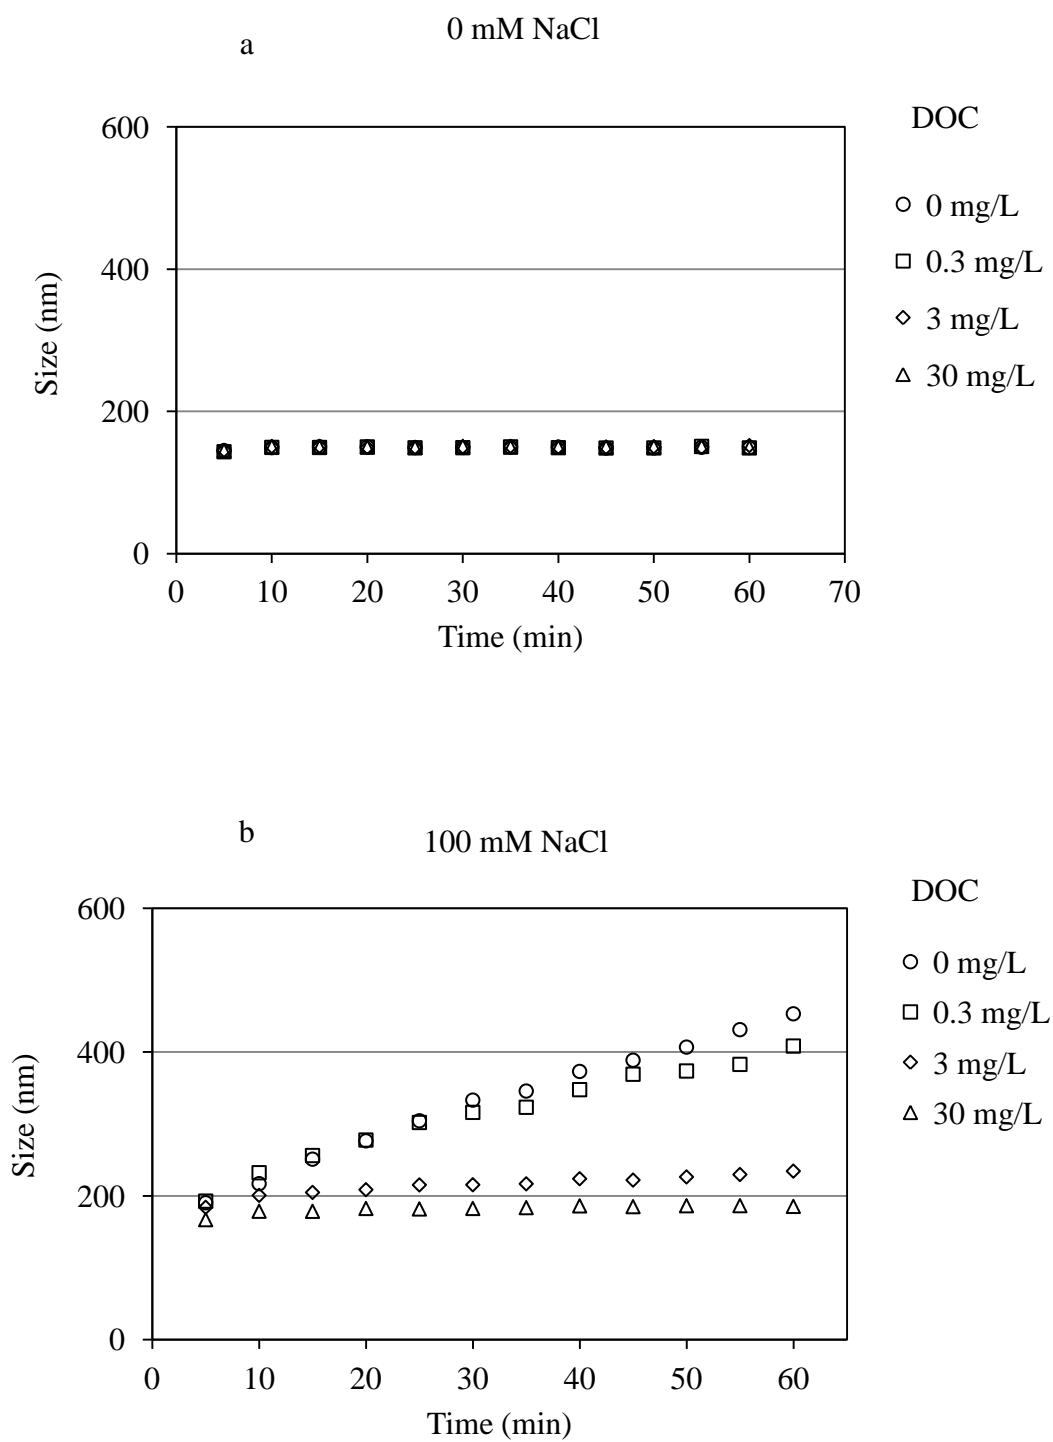 a
0 mM NaCl
DOC
600
400
200
0
Size (nm)
0 mg/L
0.3 mg/L
3 mg/L
30 mg/L
0 10 20 30 40 50 60 70
Time (min)
b
100 mM NaCl
DOC
600
400
200
0
Size (nm)
0 mg/L
0.3 mg/L
3 mg/L
30 mg/L
0 10 20 30 40 50 60
Time (min)